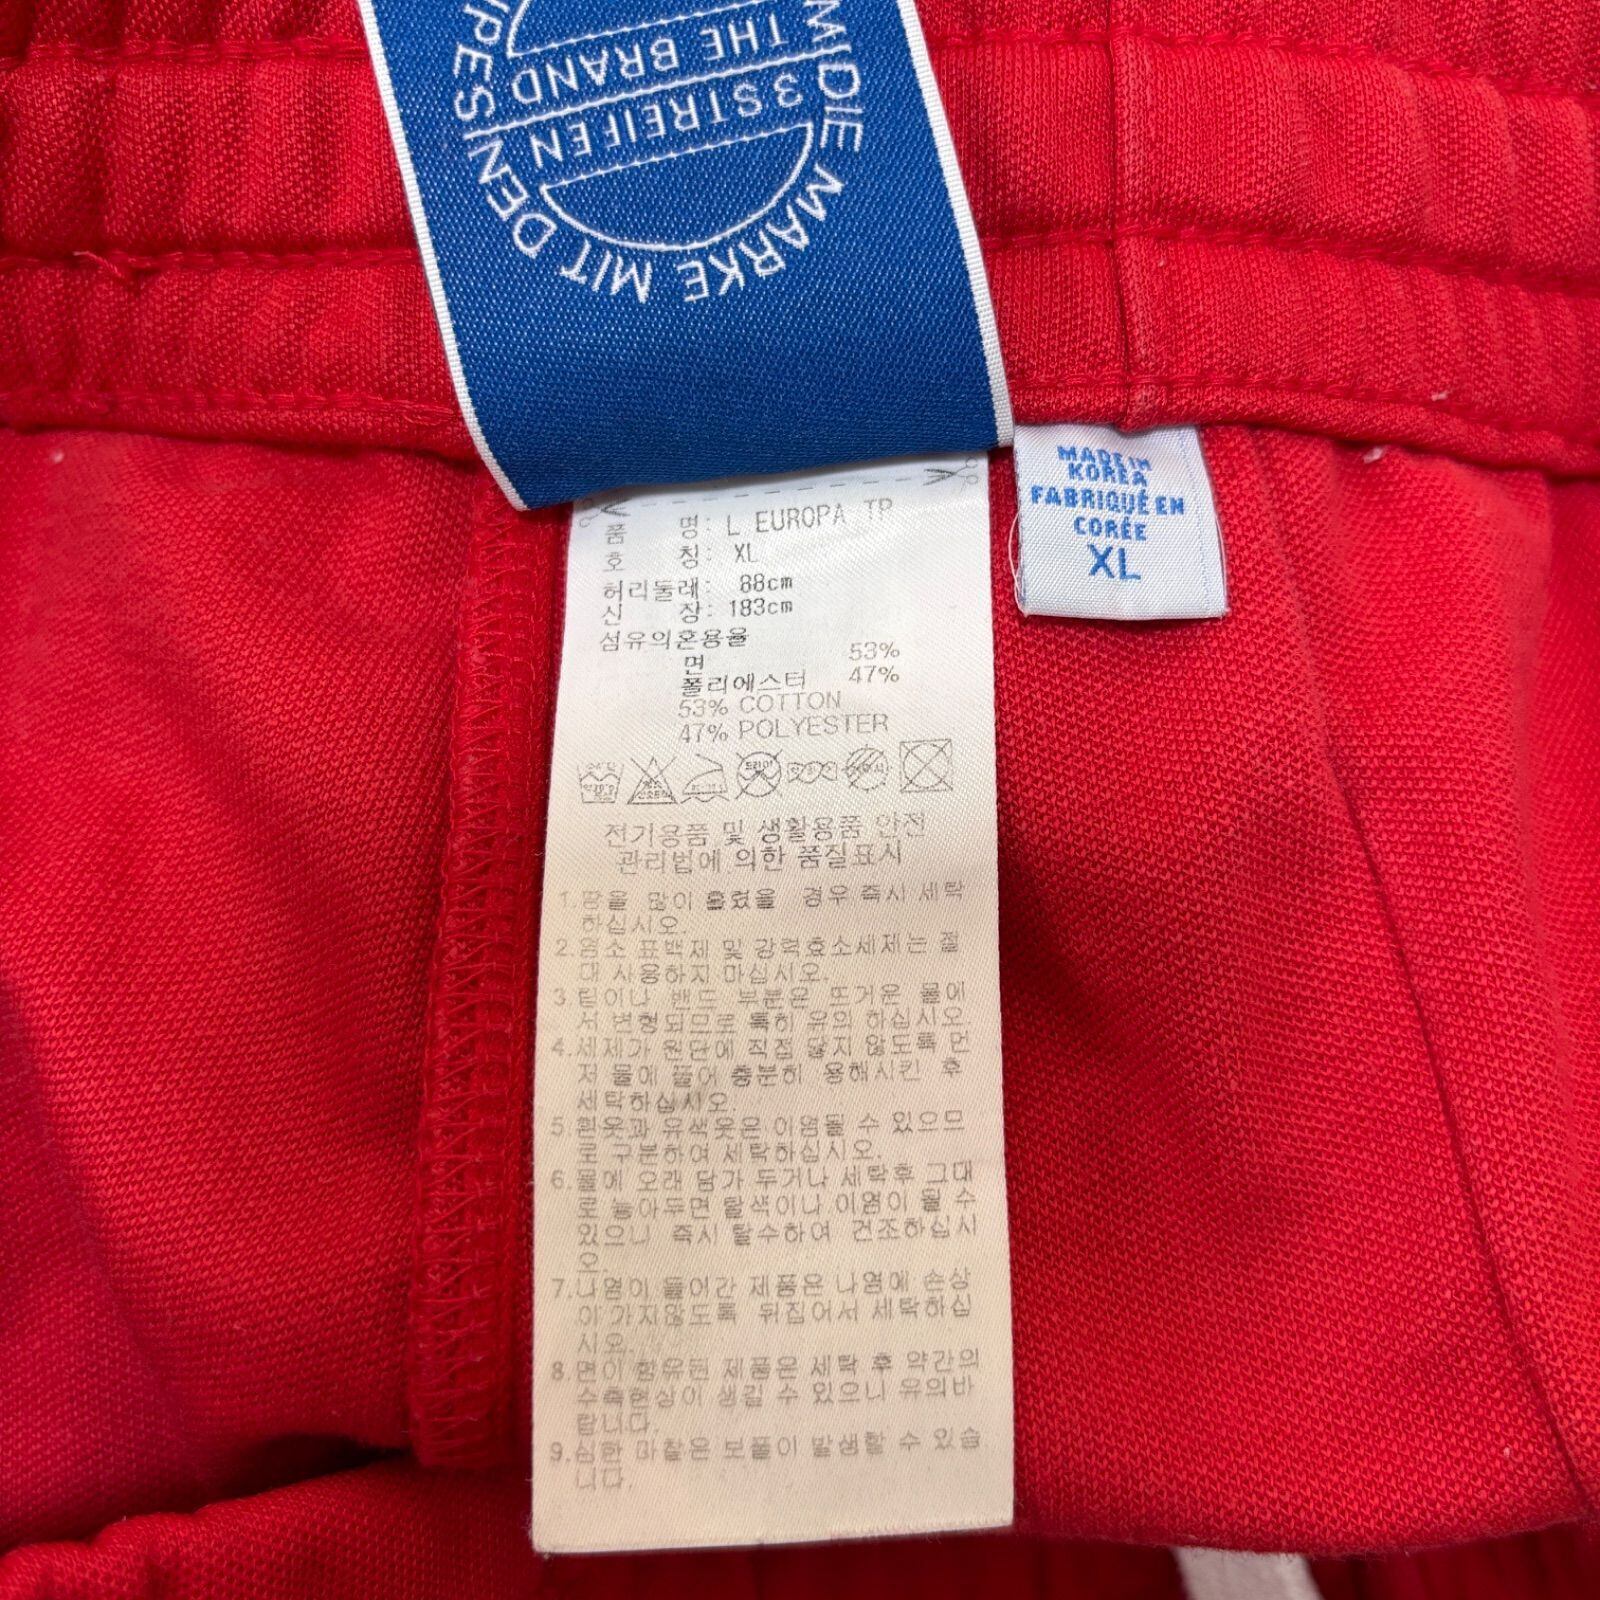 DIE MARKE MIT DEN
3 STREIFEN
THE BRAND
MADE IN
KOREA
FABRIQUÉ EN
CORÉE
XL
품 명: L EUROPA TP
호 칭: XL
허리둘레: 88cm
신 장: 183cm
섬유의혼용율
면 53%
폴리에스터 47%
53% COTTON
47% POLYESTER
드라이
전기용품 및 생활용품 안전
관리법에 의한 품질표시
1.땀을 많이 흘렸을 경우 즉시 세탁
하십시오.
2.염소 표백제 및 강력효소세제는 절
대 사용하지 마십시오.
3.팀이나 밴드 부분은 뜨거운 물에
서 변형되므로 특히 유의 하십시오
4.세제가 원단에 직접 닿지 않도록 먼
저 물에 풀어 충분히 용해시킨 후
세탁하십시오.
5.흰옷과 유색옷은 이염될 수 있으므
로 구분하여 세탁하십시오.
6.물에 오래 담가 두거나 세탁후 그대
로 놓아두면 탈색이나 이염이 될 수
있으니 즉시 탈수하여 건조하십시
오.
7.나염이 들어간 제품은 나염에 손상
이 가지않도록 뒤집어서 세탁하십
시오.
8.면이 함유된 제품은 세탁 후 약간의
수축현상이 생길 수 있으니 유의바
랍니다.
9.심한 마찰은 보풀이 발생할 수 있습
니다.